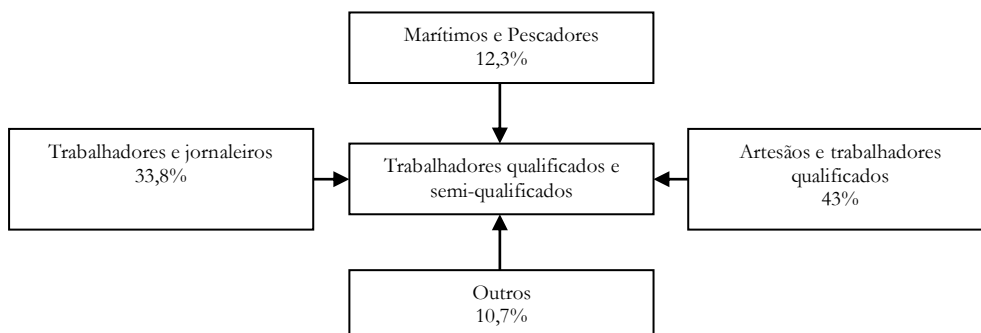 Marítimos e Pescadores
12,3%
Trabalhadores e jornaleiros
33,8%
Trabalhadores qualificados e
semi-qualificados
Artesãos e trabalhadores
qualificados
43%
Outros
10,7%